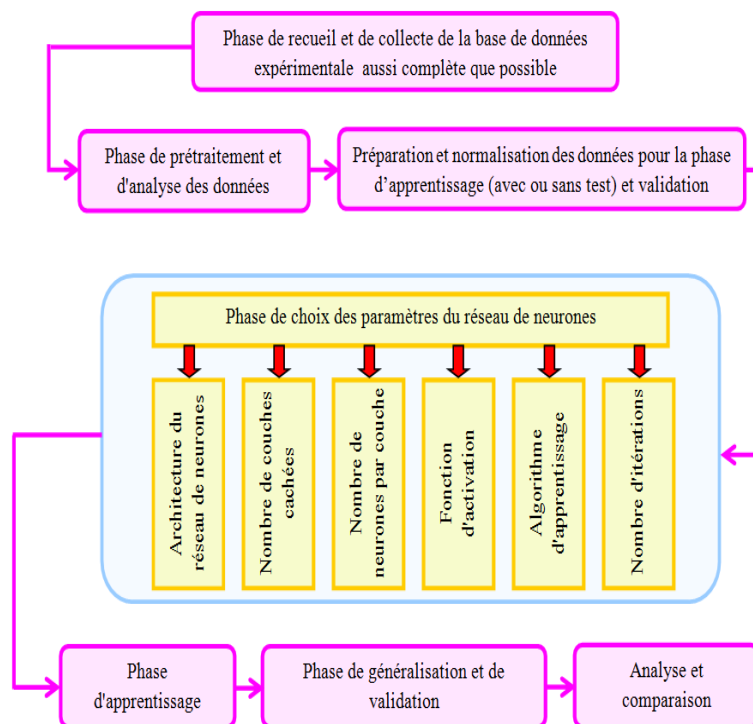 Phase de recueil et de collecte de la base de données
expérimentale aussi complète que possible
Phase de prétraitement et
d'analyse des données
Préparation et normalisation des données pour la phase
d’apprentissage (avec ou sans test) et validation
Phase de choix des paramètres du réseau de neurones
Architecture du
réseau de neurones
Nombre de couches
cachées
Nombre de
neurones par couche
Fonction
d'activation
Algorithme
d'apprentissage
Nombre d'itérations
Phase
d'apprentissage
Phase de généralisation et de
validation
Analyse et
comparaison